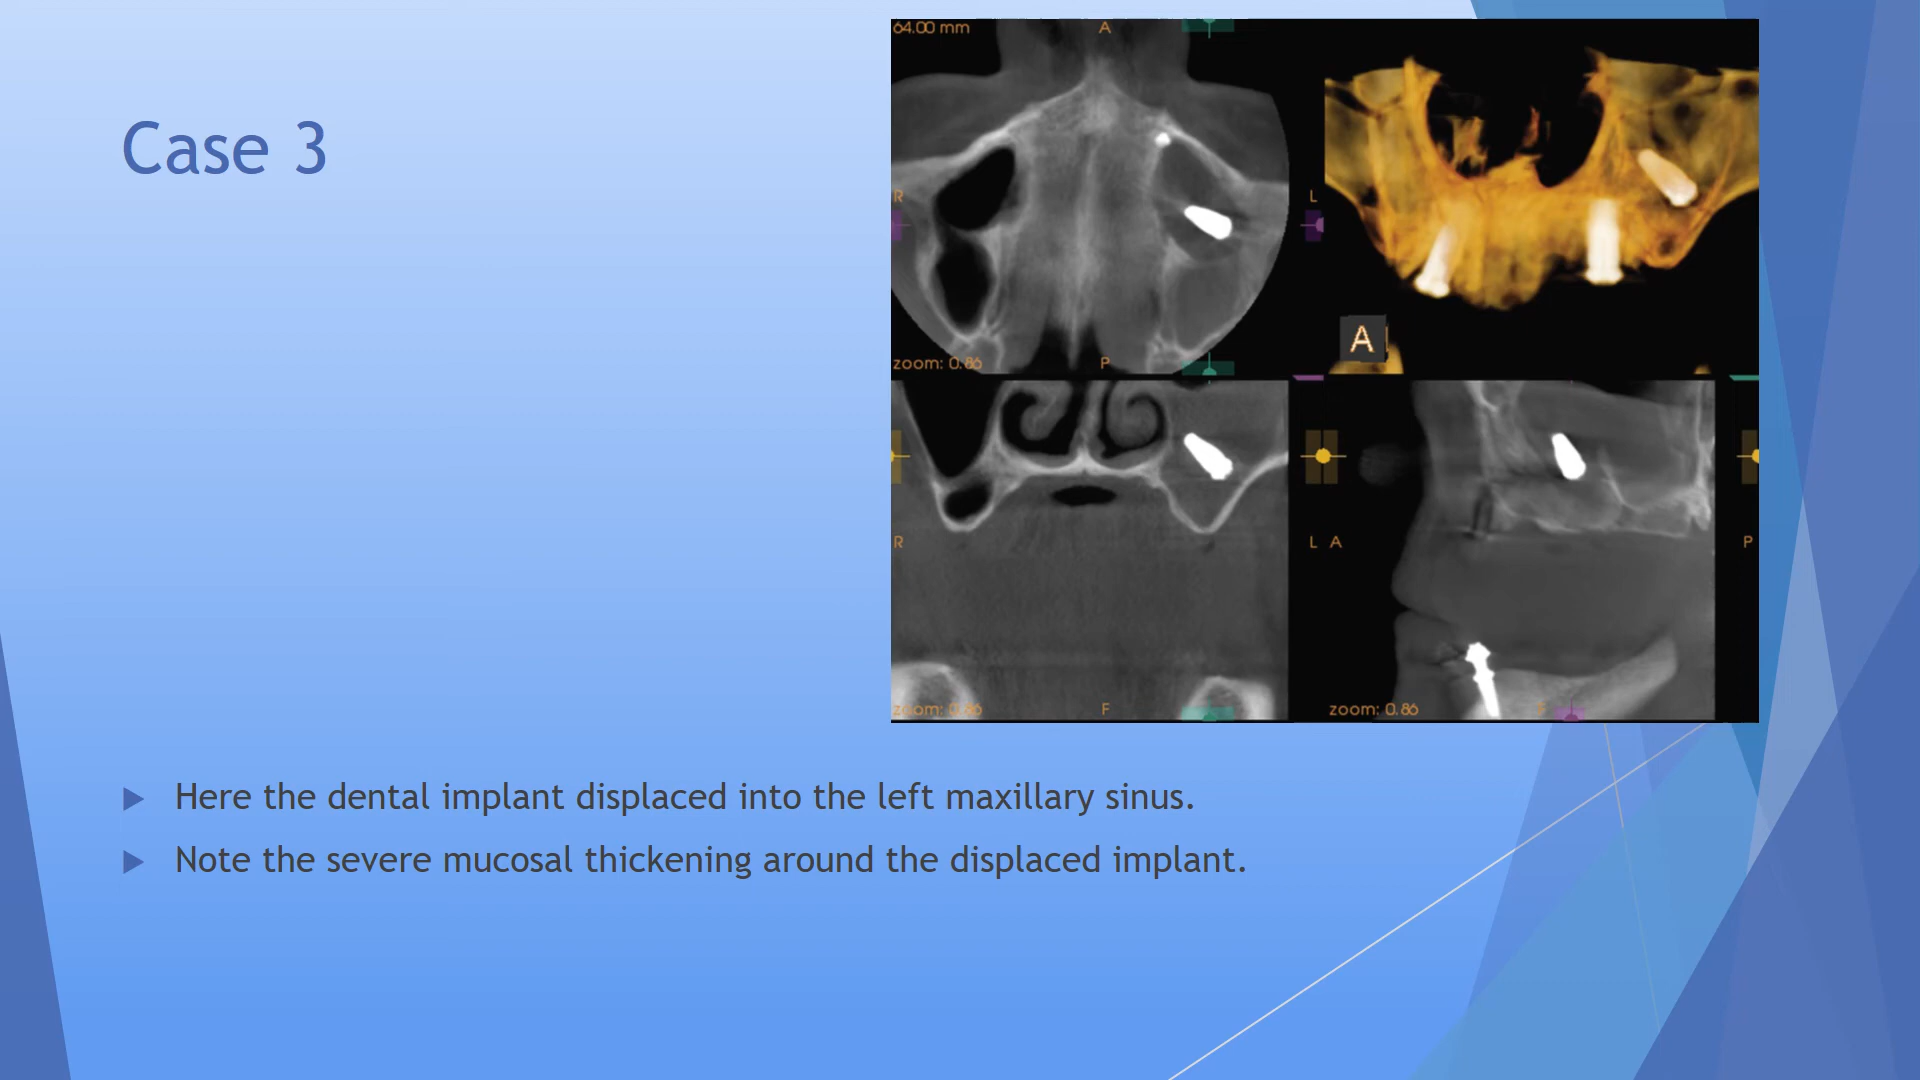 Case 3
64.00 mm
A
R
L
zoom: 0.86
P
A
R
L A
P
zoom: 0.86
F
zoom: 0.86
F
Here the dental implant displaced into the left maxillary sinus.
Note the severe mucosal thickening around the displaced implant.